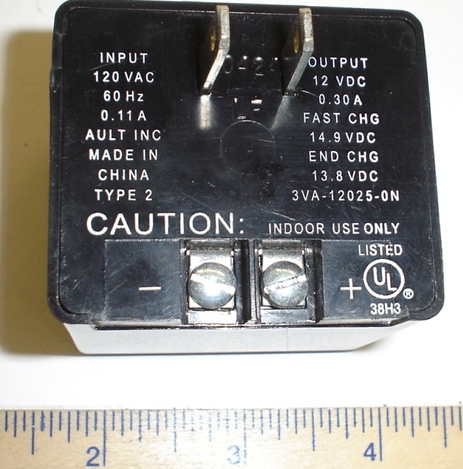 INPUT
120 VAC
60 Hz
0.11 A
AULT INC
MADE IN
CHINA
TYPE 2
OUTPUT
12 VDC
0.30A
FAST CHG
14.9VDC
END CHG
13.8VDC
3VA-12025-0N
CAUTION: INDOOR USE ONLY
LISTED
− +
UL ®
38H3
2 3 4